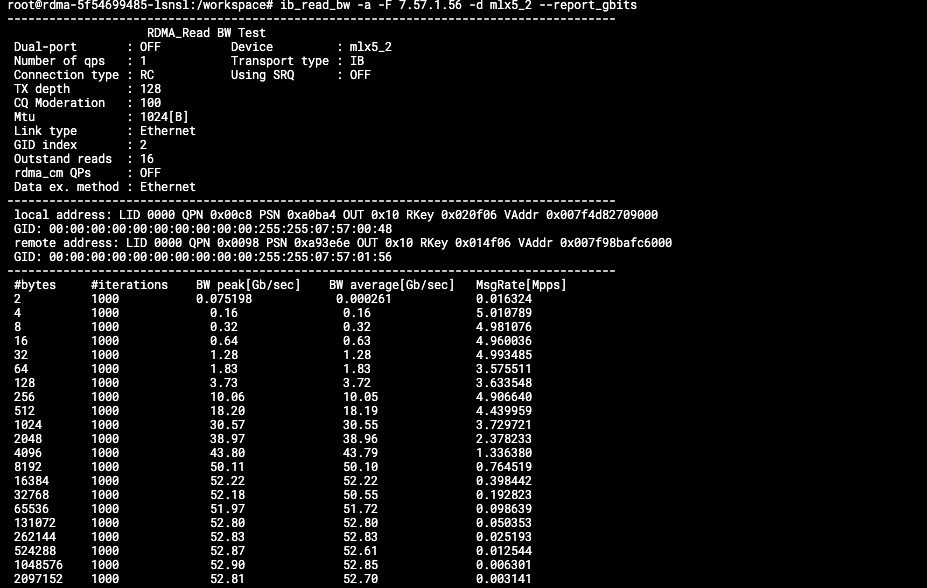 root@rdma-5f54699485-lsnsl:/workspace# ib_read_bw -a -F 7.57.1.56 -d mlx5_2 --report_gbits
---------------------------------------------------------------------------------------
                    RDMA_Read BW Test
 Dual-port       : OFF          Device         : mlx5_2
 Number of qps   : 1            Transport type : IB
 Connection type : RC           Using SRQ      : OFF
 TX depth        : 128
 CQ Moderation   : 100
 Mtu             : 1024[B]
 Link type       : Ethernet
 GID index       : 2
 Outstand reads  : 16
 rdma_cm QPs     : OFF
 Data ex. method : Ethernet
---------------------------------------------------------------------------------------
 local address: LID 0000 QPN 0x00c8 PSN 0xa0ba4 OUT 0x10 RKey 0x020f06 VAddr 0x007f4d82709000
 GID: 00:00:00:00:00:00:00:00:00:00:255:255:07:57:00:48
 remote address: LID 0000 QPN 0x0098 PSN 0xa93e6e OUT 0x10 RKey 0x014f06 VAddr 0x007f98bafc6000
 GID: 00:00:00:00:00:00:00:00:00:00:255:255:07:57:01:56
---------------------------------------------------------------------------------------
 #bytes     #iterations    BW peak[Gb/sec]    BW average[Gb/sec]   MsgRate[Mpps]
 2          1000           0.075198            0.000261            0.016324
 4          1000             0.16               0.16               5.010789
 8          1000             0.32               0.32               4.981076
 16         1000             0.64               0.63               4.960036
 32         1000             1.28               1.28               4.993485
 64         1000             1.83               1.83               3.575511
 128        1000             3.73               3.72               3.633548
 256        1000             10.06              10.05              4.906640
 512        1000             18.20              18.19              4.439959
 1024       1000             30.57              30.55              3.729721
 2048       1000             38.97              38.96              2.378233
 4096       1000             43.80              43.79              1.336380
 8192       1000             50.11              50.10              0.764519
 16384      1000             52.22              52.22              0.398442
 32768      1000             52.18              50.55              0.192823
 65536      1000             51.97              51.72              0.098639
 131072     1000             52.80              52.80              0.050353
 262144     1000             52.83              52.83              0.025193
 524288     1000             52.87              52.61              0.012544
 1048576    1000             52.90              52.85              0.006301
 2097152    1000             52.81              52.70              0.003141